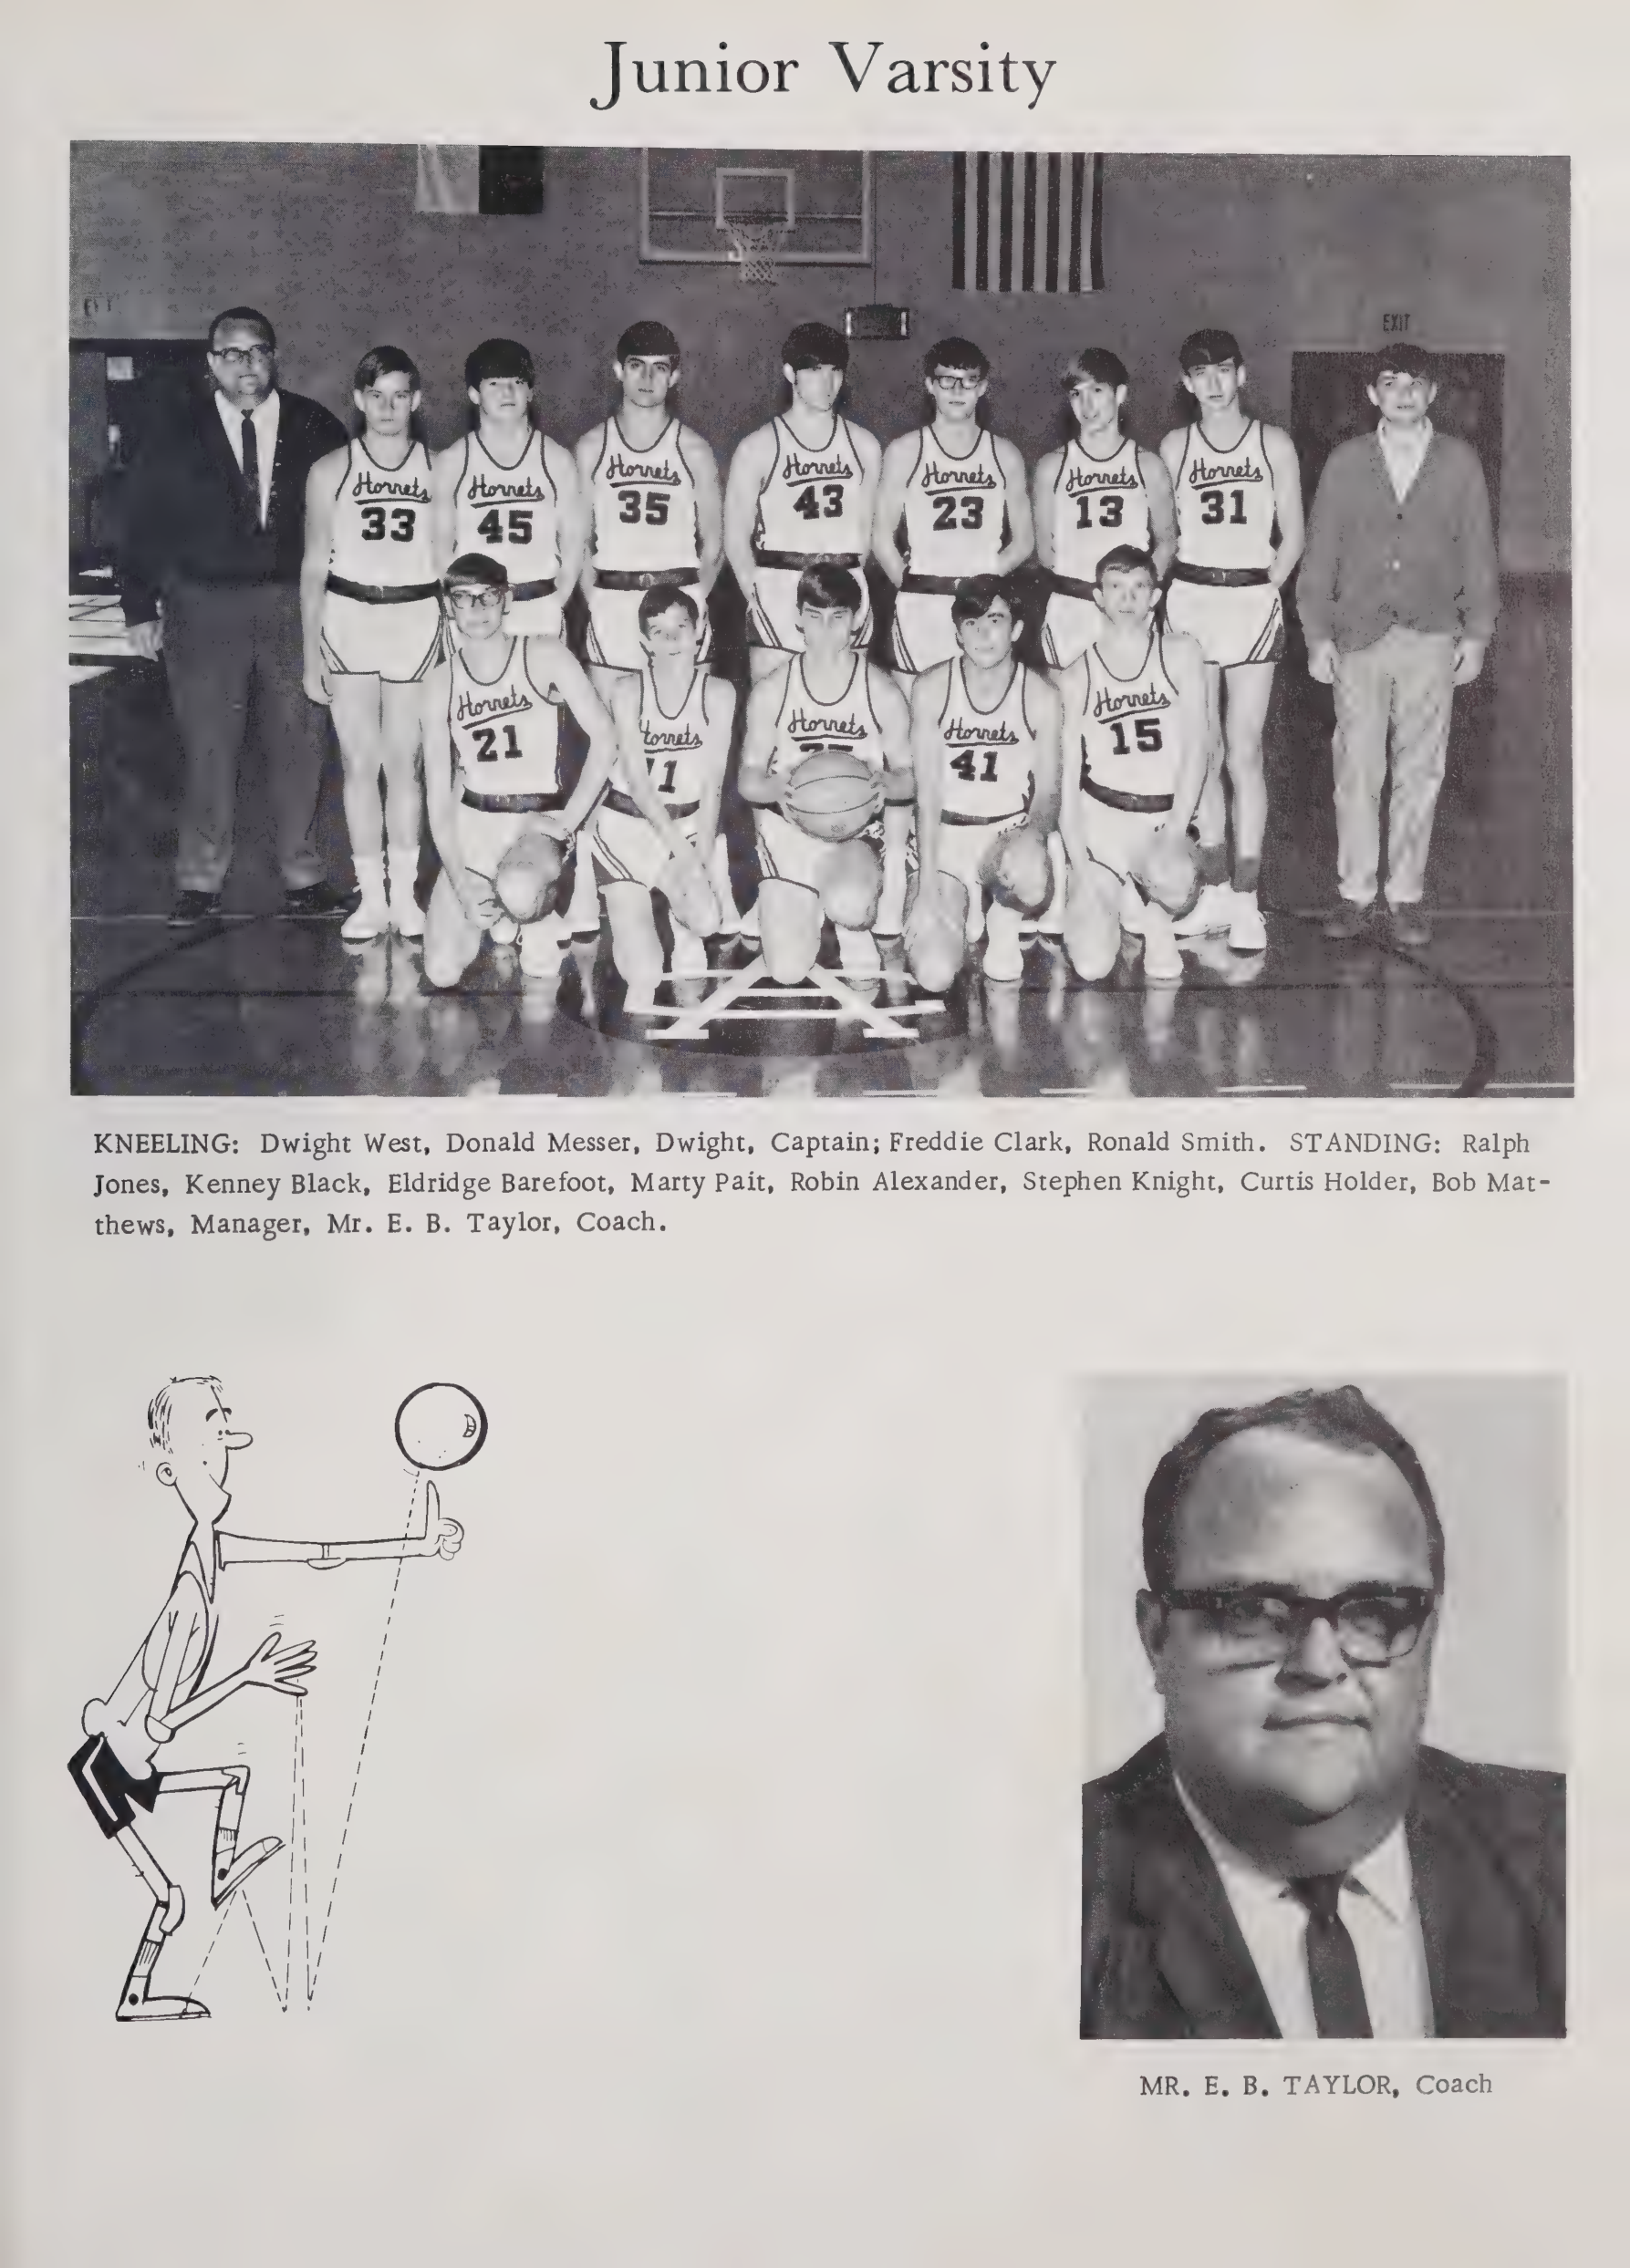 Junior Varsity
EXIT
Hornets
33
Hornets
45
Hornets
35
Hornets
43
Hornets
23
Hornets
13
Hornets
31
Hornets
21
Hornets
41
Hornets
15
Hornets
KNEELING: Dwight West, Donald Messer, Dwight, Captain; Freddie Clark, Ronald Smith. STANDING: Ralph
Jones, Kenney Black, Eldridge Barefoot, Marty Pait, Robin Alexander, Stephen Knight, Curtis Holder, Bob Mat-
thews, Manager, Mr. E. B. Taylor, Coach.
MR. E. B. TAYLOR, Coach